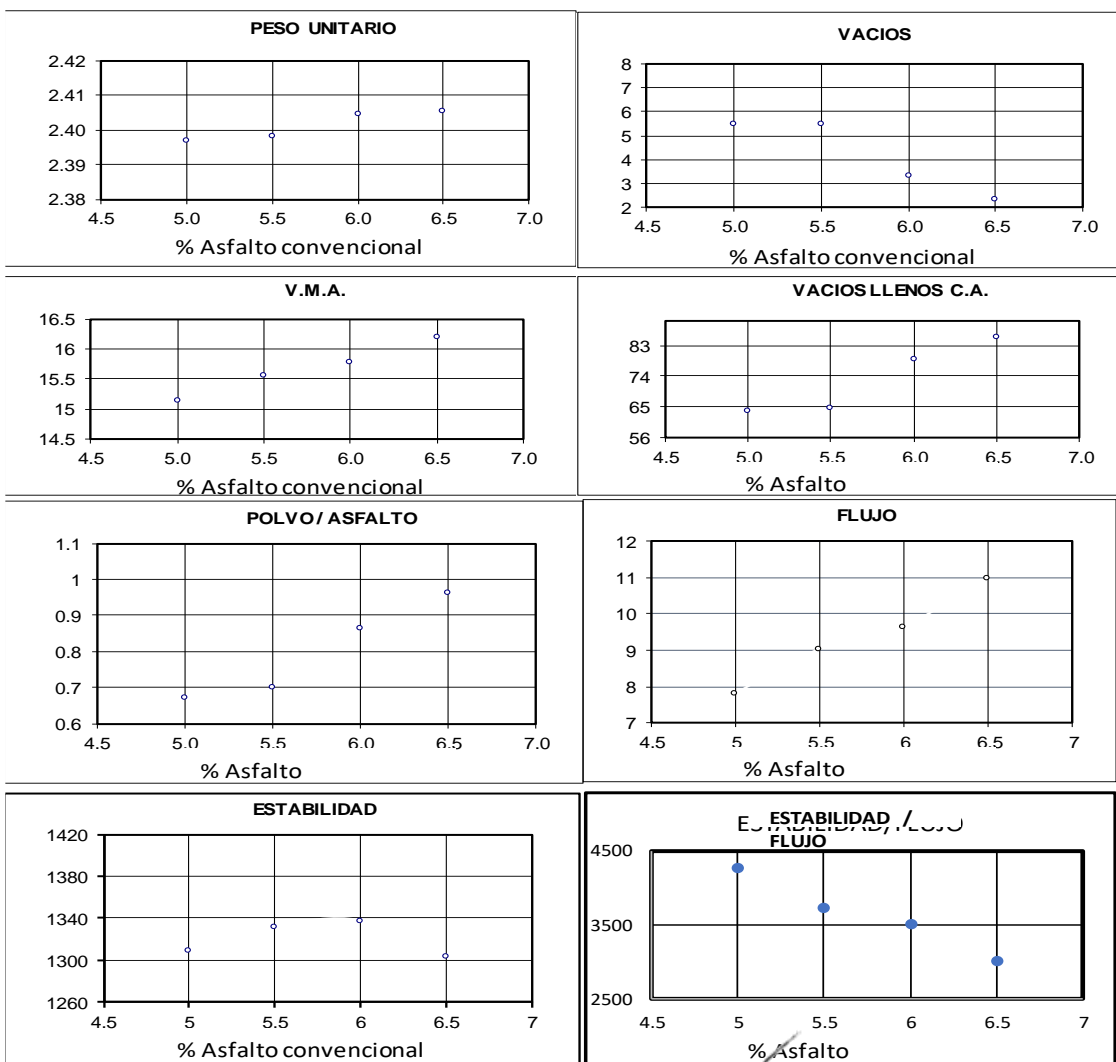 PESO UNITARIO
2.42
2.41
2.40
2.39
2.38
4.5 5.0 5.5 6.0 6.5 7.0
% Asfalto convencional
VACIOS
8
7
6
5
4
3
2
4.5 5.0 5.5 6.0 6.5 7.0
% Asfalto convencional
V.M.A.
16.5
16
15.5
15
14.5
4.5 5.0 5.5 6.0 6.5 7.0
% Asfalto convencional
VACIOS LLENOS C.A.
83
74
65
56
4.5 5.0 5.5 6.0 6.5 7.0
% Asfalto
POLVO / ASFALTO
1.1
1
0.9
0.8
0.7
0.6
4.5 5.0 5.5 6.0 6.5 7.0
% Asfalto
FLUJO
12
11
10
9
8
7
4.5 5 5.5 6 6.5 7
% Asfalto
ESTABILIDAD
1420
1380
1340
1300
1260
4.5 5 5.5 6 6.5 7
% Asfalto convencional
ESTABILIDAD /
FLUJO
ESTABILIDAD/FLUJO
4500
3500
2500
4.5 5 5.5 6 6.5 7
% Asfalto